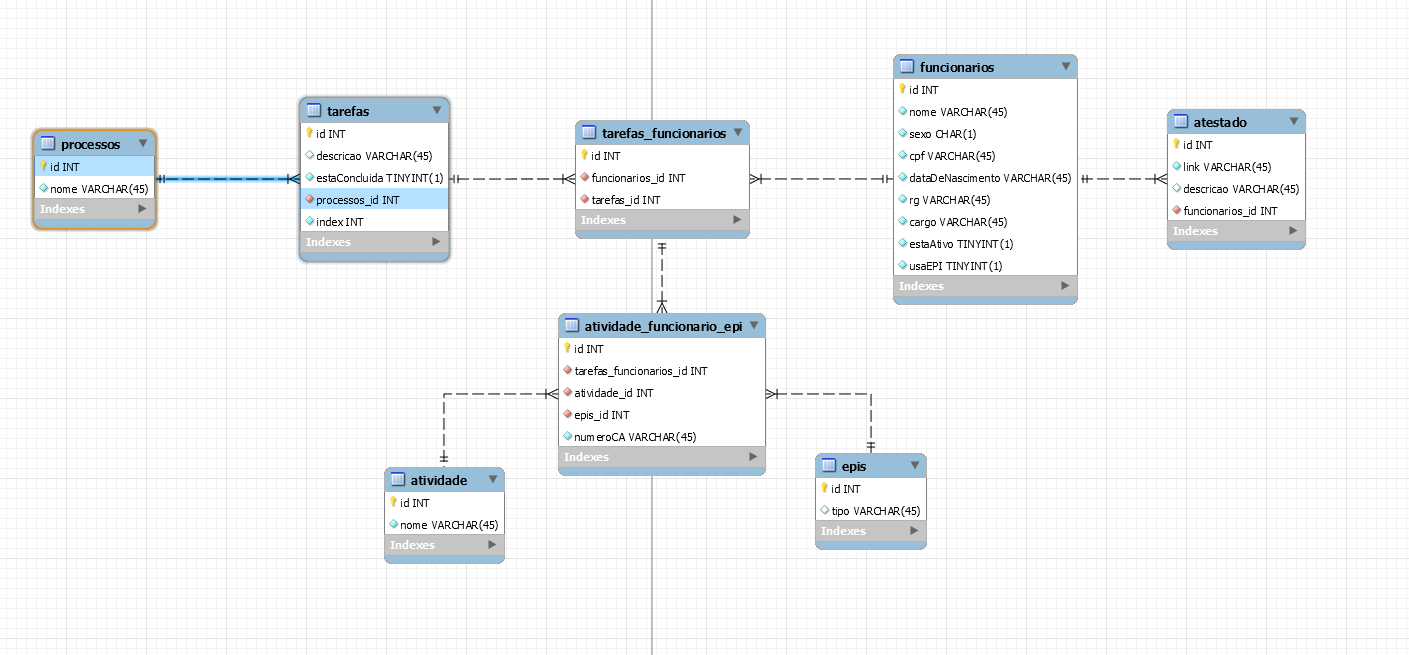 processos
id INT
nome VARCHAR(45)
Indexes
tarefas
id INT
descricao VARCHAR(45)
estaConcluida TINYINT(1)
processos_id INT
index INT
Indexes
tarefas_funcionarios
id INT
funcionarios_id INT
tarefas_id INT
Indexes
funcionarios
id INT
nome VARCHAR(45)
sexo CHAR(1)
cpf VARCHAR(45)
dataDeNascimento VARCHAR(45)
rg VARCHAR(45)
cargo VARCHAR(45)
estaAtivo TINYINT(1)
usaEPI TINYINT(1)
Indexes
atestado
id INT
link VARCHAR(45)
descricao VARCHAR(45)
funcionarios_id INT
Indexes
atividade_funcionario_epi
id INT
tarefas_funcionarios_id INT
atividade_id INT
epis_id INT
numeroCA VARCHAR(45)
Indexes
atividade
id INT
nome VARCHAR(45)
Indexes
epis
id INT
tipo VARCHAR(45)
Indexes